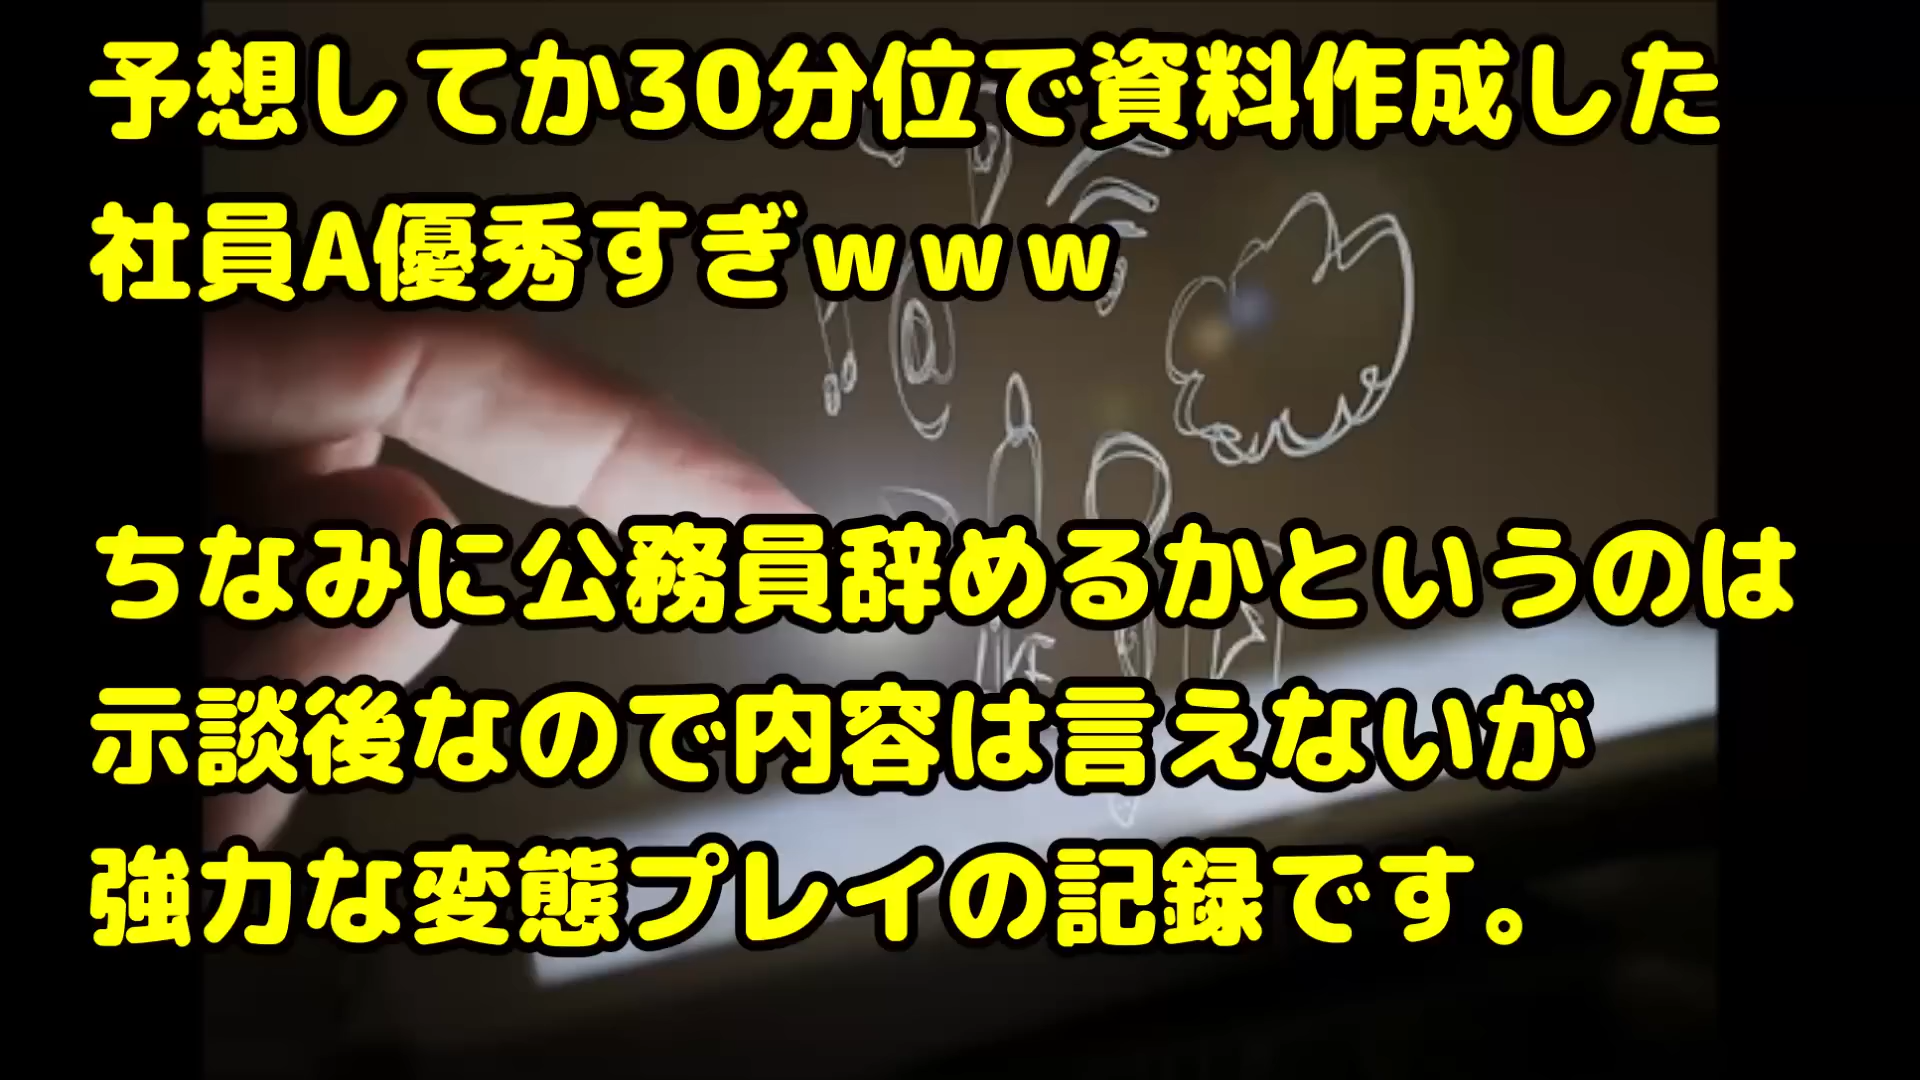 予想してか30分位で資料作成した
社員A優秀すぎｗｗｗ
ちなみに公務員辞めるかというのは
示談後なので内容は言えないが
強力な変態プレイの記録です。